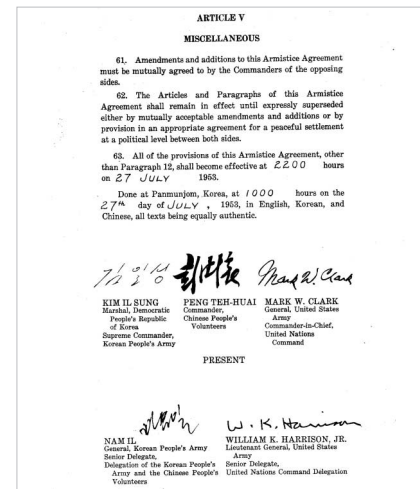 ARTICLE V
MISCELLANEOUS
61. Amendments and additions to this Armistice Agreement
must be mutually agreed to by the Commanders of the opposing
sides.
62. The Articles and Paragraphs of this Armistice
Agreement shall remain in effect until expressly superseded
either by mutually acceptable amendments and additions or by
provision in an appropriate agreement for a peaceful settlement
at a political level between both sides.
63. All of the provisions of this Armistice Agreement, other
than Paragraph 12, shall become effective at 2200 hours
on 27 JULY 1953.
Done at Panmunjom, Korea, at 1000 hours on the
27th day of JULY, 1953, in English, Korean, and
Chinese, all texts being equally authentic.
김일성 彭德懷 Mark W. Clark
KIM IL SUNG PENG TEH-HUAI MARK W. CLARK
Marshal, Democratic Commander, General, United States
People's Republic Chinese People's Army
of Korea Volunteers Commander-in-Chief,
Supreme Commander, United Nations
Korean People's Army Command
PRESENT
W. K. Harrison
NAM IL WILLIAM K. HARRISON, JR.
General, Korean People's Army Lieutenant General, United States
Senior Delegate, Army
Delegation of the Korean People's Senior Delegate,
Army and the Chinese People's United Nations Command Delegation
Volunteers